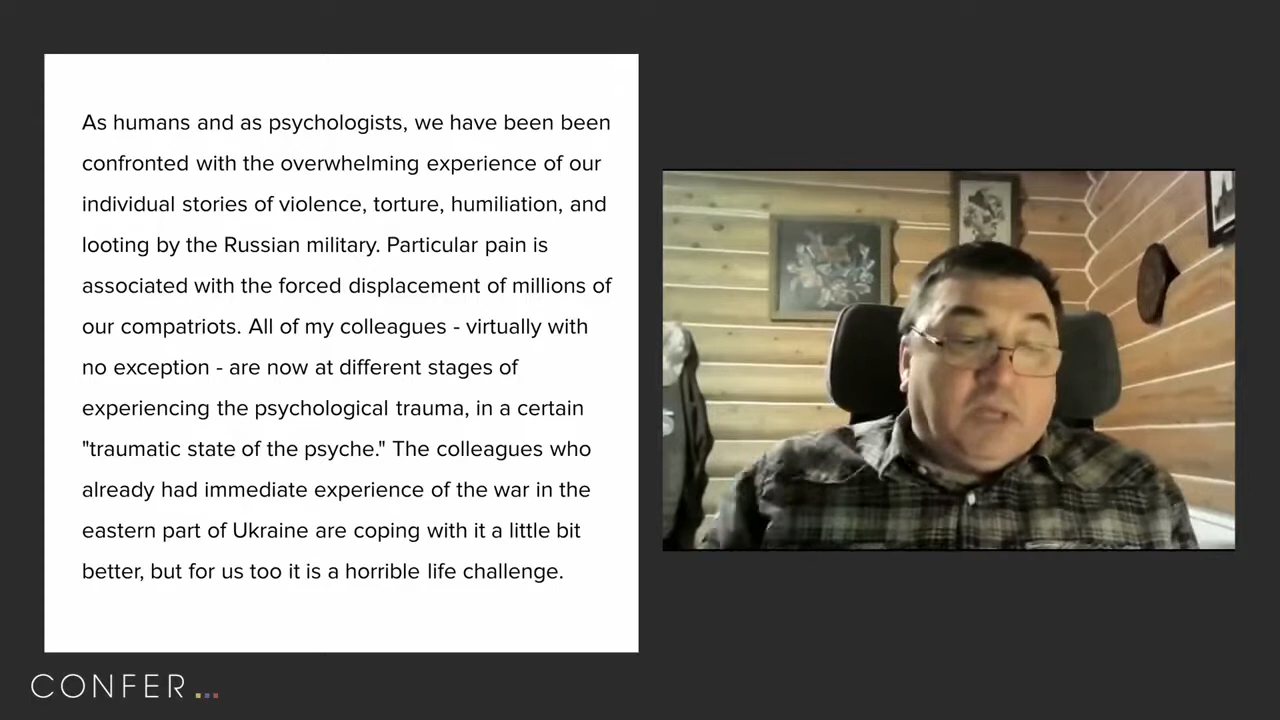 As humans and as psychologists, we have been been
confronted with the overwhelming experience of our
individual stories of violence, torture, humiliation, and
looting by the Russian military. Particular pain is
associated with the forced displacement of millions of
our compatriots. All of my colleagues - virtually with
no exception - are now at different stages of
experiencing the psychological trauma, in a certain
"traumatic state of the psyche." The colleagues who
already had immediate experience of the war in the
eastern part of Ukraine are coping with it a little bit
better, but for us too it is a horrible life challenge.
CONFER...